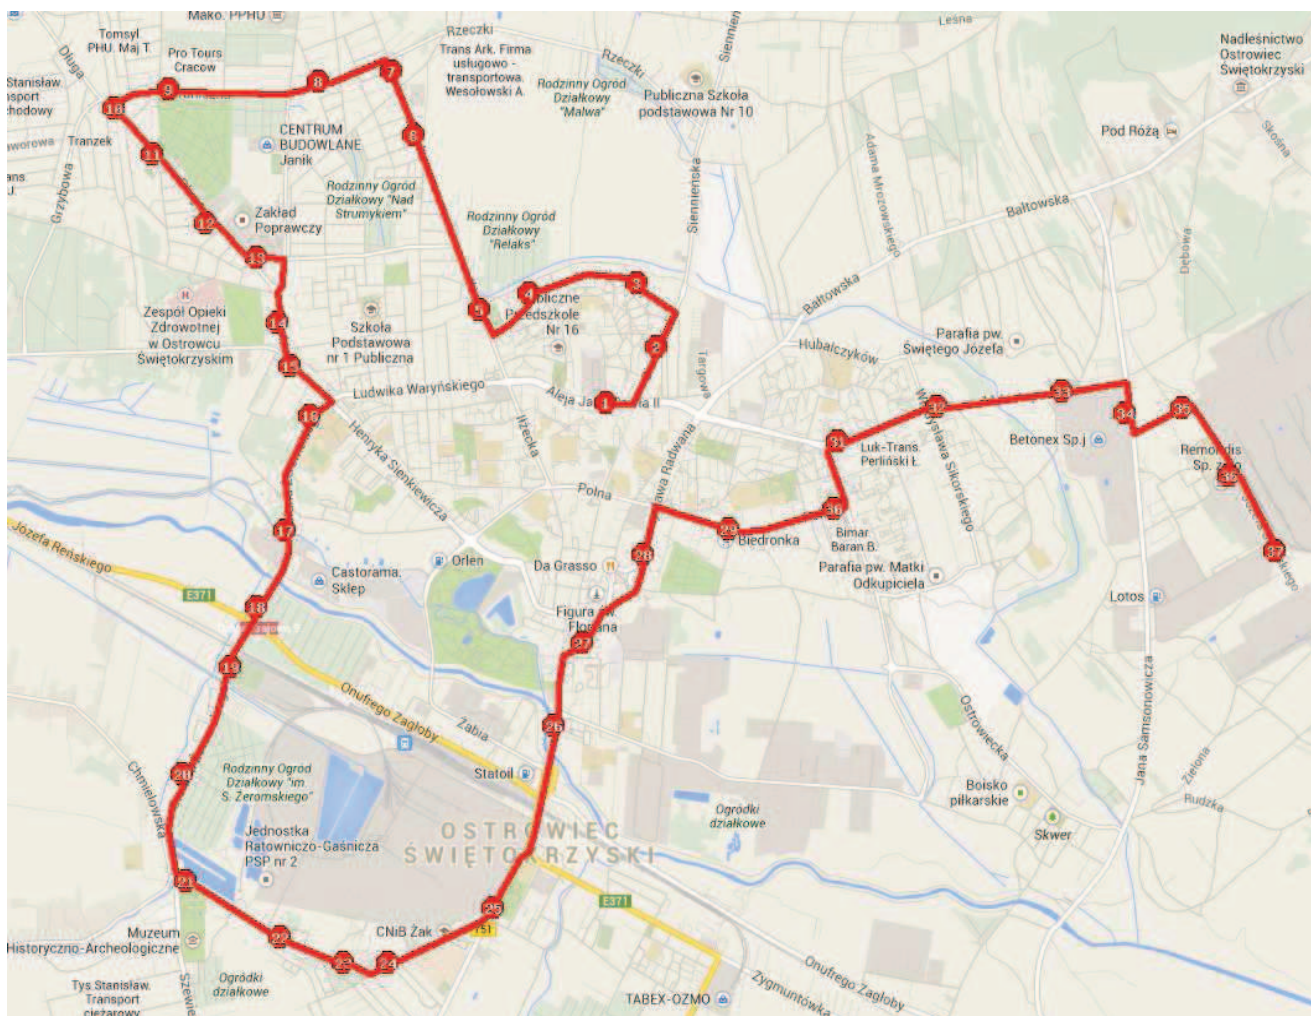 Mako. PPHU
Leśna
Tomsyl
PHU. Maj T.
Długa
Pro Tours
Cracow
Rzeczki
Rzeczki
Trans Ark. Firma
usługowo -
transportowa.
Wesołowski A.
Rodzinny Ogród
Działkowy
"Malwa"
Publiczna Szkoła
podstawowa Nr 10
Nadleśnictwo
Ostrowiec
Świętokrzyski
Stanisław
Tranzek
CENTRUM
BUDOWLANE
Janik
Pod Różą
Skośna
Grzybowa
Rodzinny Ogród
Działkowy "Nad
Strumykiem"
Zakład
Poprawczy
Rodzinny Ogród
Działkowy
"Relaks"
Siennieńska
Adama Mrozowskiego
Bałtowska
Dębowa
Zespół Opieki
Zdrowotnej
w Ostrowcu
Świętokrzyskim
Szkoła
Podstawowa
nr 1 Publiczna
Przedszkole
Nr 16
Bałtowska
Targowa
Hubalczyków
Parafia pw.
Świętego Józefa
Ludwika Waryńskiego
Iłżecka
Henryka Sienkiewicza
Polna
Władysława Sikorskiego
Luk-Trans.
Perliński Ł.
Betonex Sp.j
Remondis
Biedronka
Bimar
Baran B.
Parafia pw. Matki
Odkupiciela
Józefa Reńskiego
E371
Castorama.
Sklep
Orlen
Da Grasso
Figura św.
Floriana
Lotos
Onufrego Zagłoby
Żabia
Statoil
Ostrowiecka
Jana Samsonowicza
Zielona
Rudzka
Boisko
piłkarskie
Skwer
Chmielowska
Rodzinny Ogród
Działkowy "im.
S. Żeromskiego"
Jednostka
Ratowniczo-Gaśnicza
PSP nr 2
OSTROWIEC
ŚWIĘTOKRZYSKI
Ogródki
działkowe
E371
751
CNiB Żak
Muzeum
Historyczno-Archeologiczne
Ogródki
działkowe
Tys Stanisław.
Transport
ciężarowy
TABEX-OZMO
Zygmuntówka
Onufrego Zagłoby
1
2
3
4
5
6
7
8
9
10
11
12
13
14
15
16
17
18
19
20
21
22
23
24
25
26
27
28
29
30
31
32
33
34
35
36
37